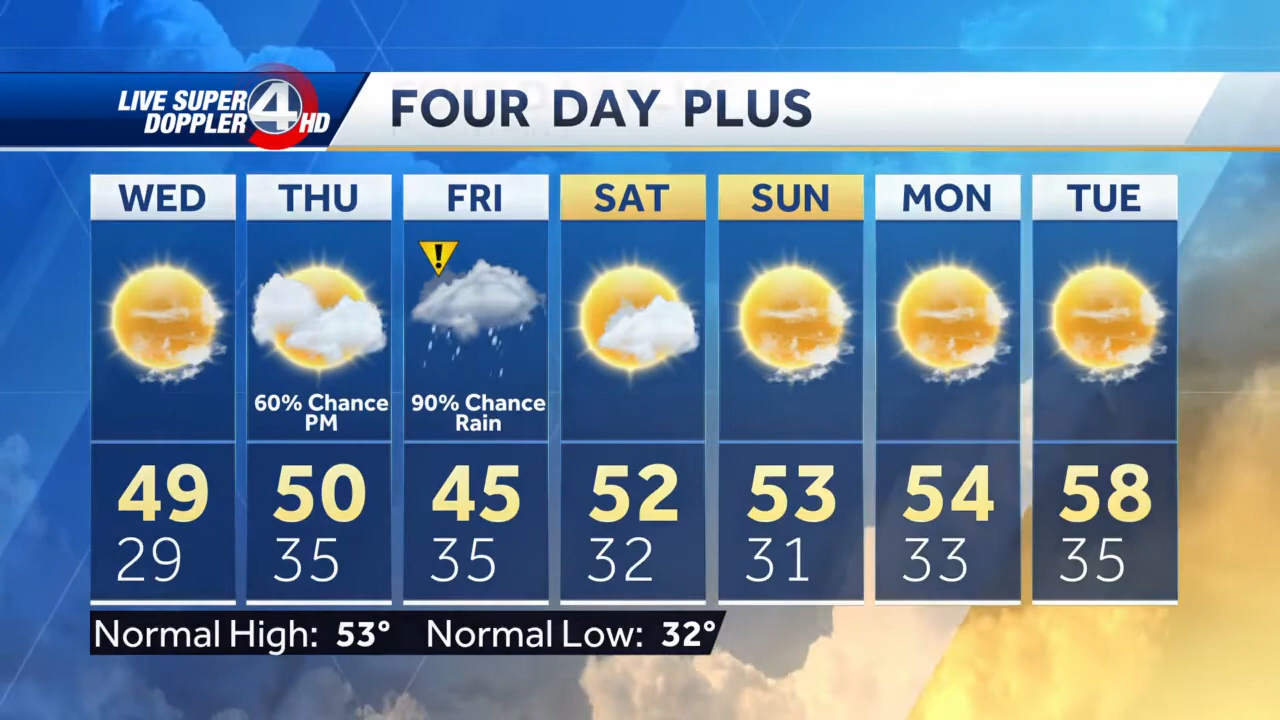 LIVE SUPER
DOPPLER 4 HD
FOUR DAY PLUS
WED THU FRI SAT SUN MON TUE
!
60% Chance PM
90% Chance Rain
49 50 45 52 53 54 58
29 35 35 32 31 33 35
Normal High: 53° Normal Low: 32°